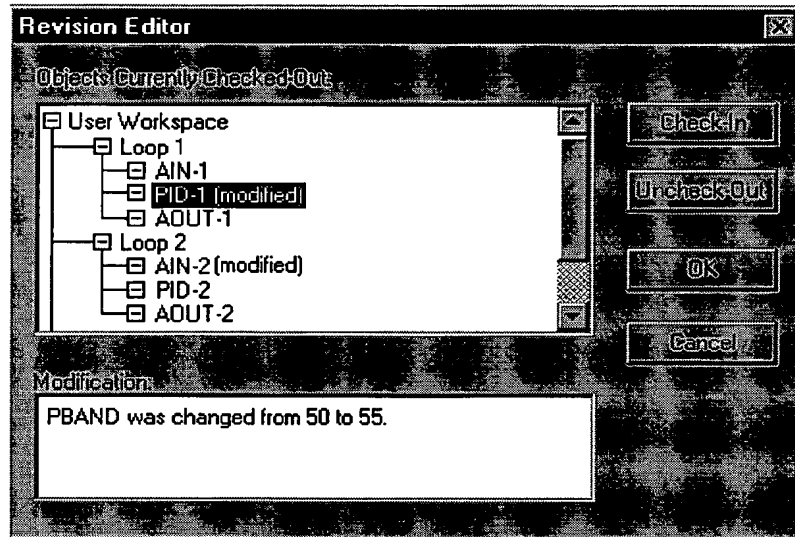 Revision Editor
Objects Currently Checked-Out:
User Workspace
Loop 1
AIN-1
PID-1 (modified)
AOUT-1
Loop 2
AIN-2 (modified)
PID-2
AOUT-2
Check-In
Uncheck-Out
OK
Cancel
Modification:
PBAND was changed from 50 to 55.